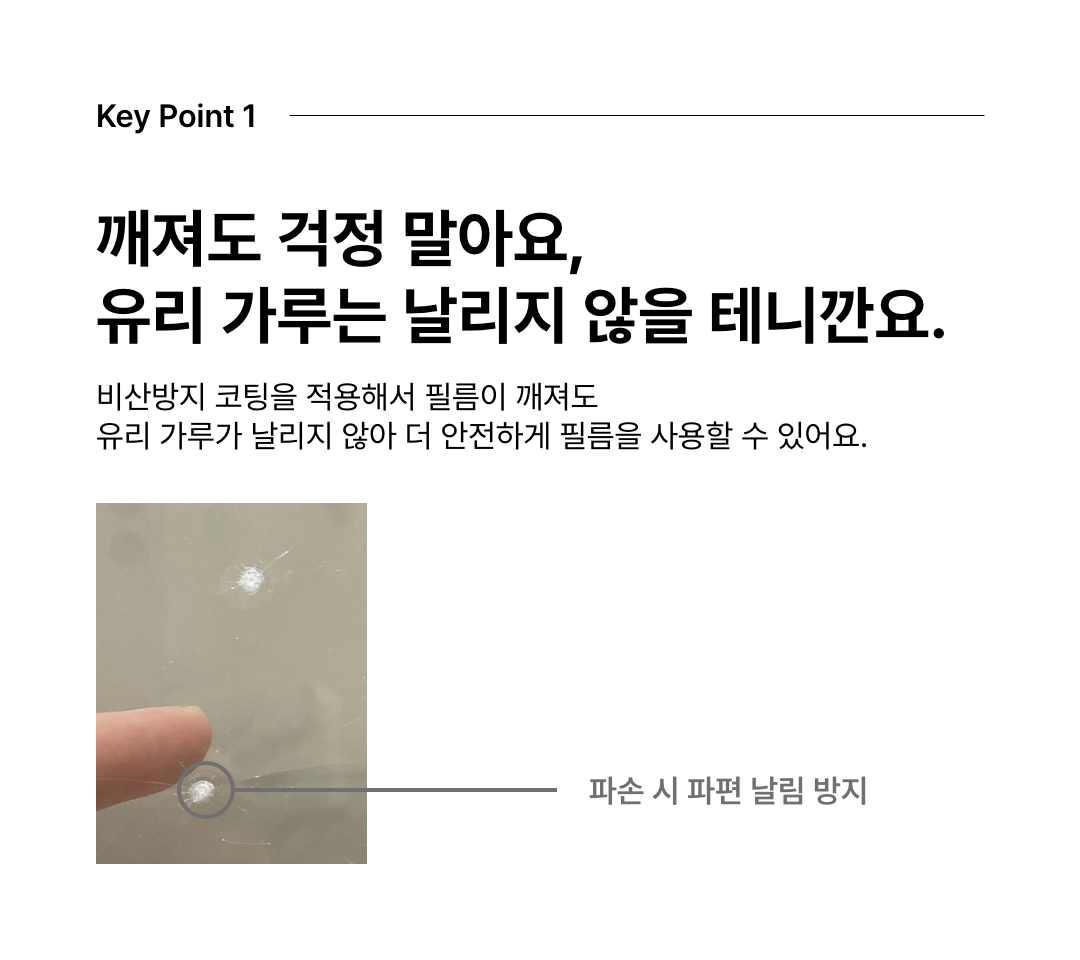 Key Point 1
깨져도 걱정 말아요,
유리 가루는 날리지 않을 테니깐요.
비산방지 코팅을 적용해서 필름이 깨져도
유리 가루가 날리지 않아 더 안전하게 필름을 사용할 수 있어요.
파손 시 파편 날림 방지